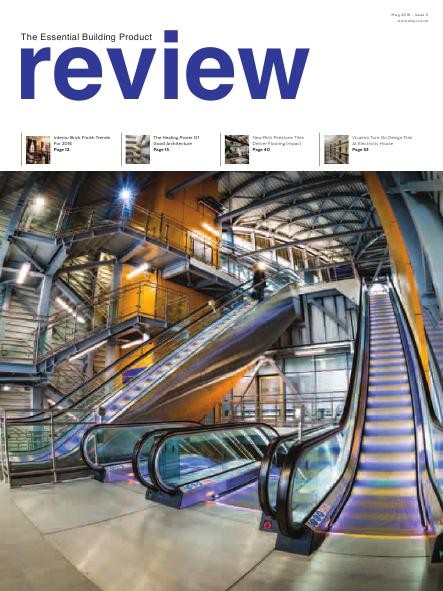 May 2016 - Issue 5
The Essential Building Product
review
Interior Brick Finish Trends
For 2016
Page 12
The Healing Power Of
Good Architecture
Page 15
New Rich Firestone Tiles
Deliver Flooring Impact
Page 40
Vicaima Turn On Design Flair
At Electricity House
Page 53